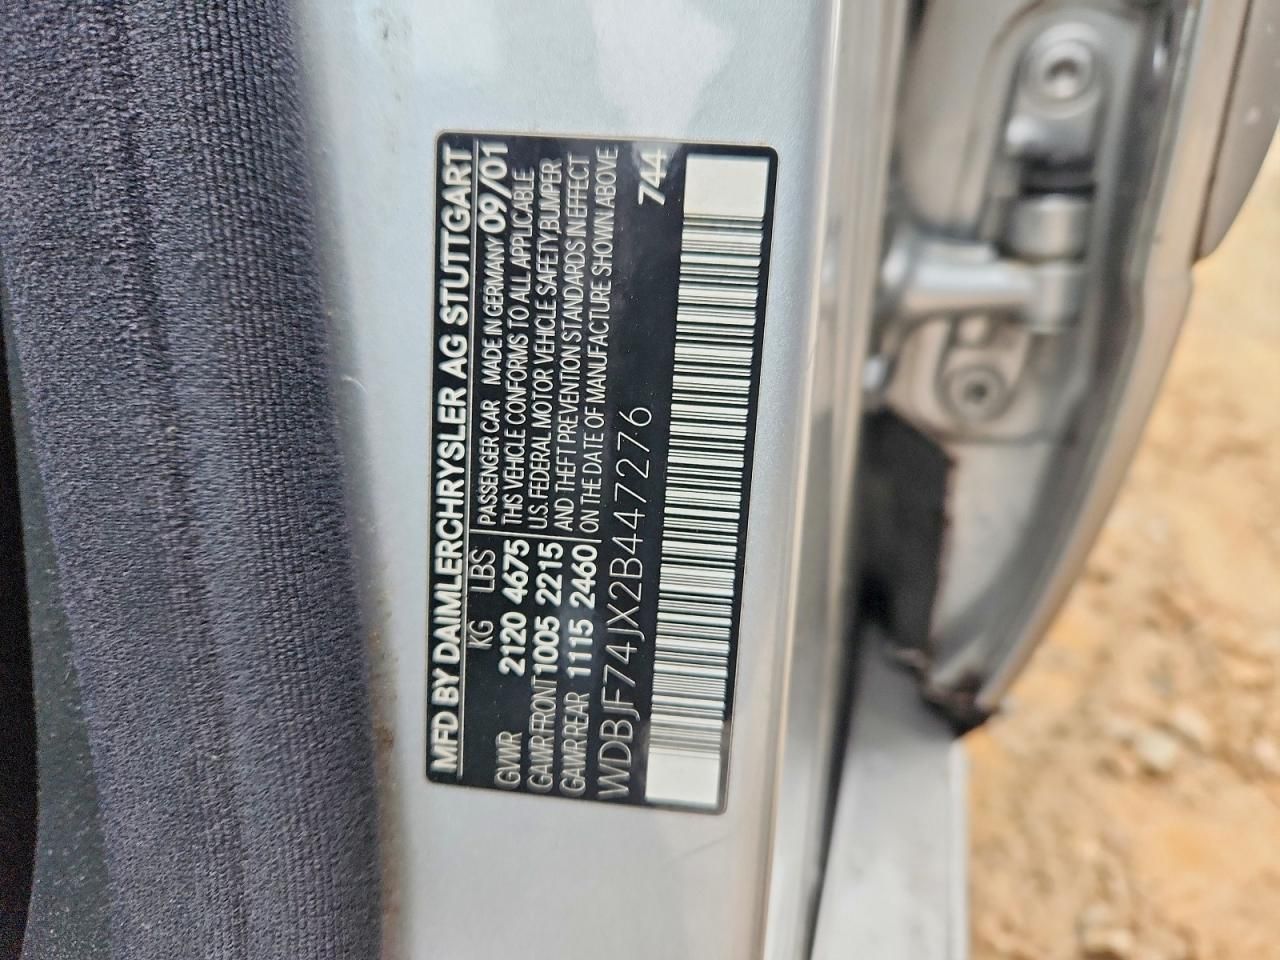 MFD BY DAIMLERCHRYSLER AG STUTTGART
KG LBS PASSENGER CAR MADE IN GERMANY 09/01
GVWR 2120 4675 THIS VEHICLE CONFORMS TO ALL APPLICABLE
GAWR FRONT 1005 2215 U.S. FEDERAL MOTOR VEHICLE SAFETY BUMPER
GAWR REAR 1115 2460 AND THEFT PREVENTION STANDARDS IN EFFECT
ON THE DATE OF MANUFACTURE SHOWN ABOVE
WDBJF74JX2B447276 744